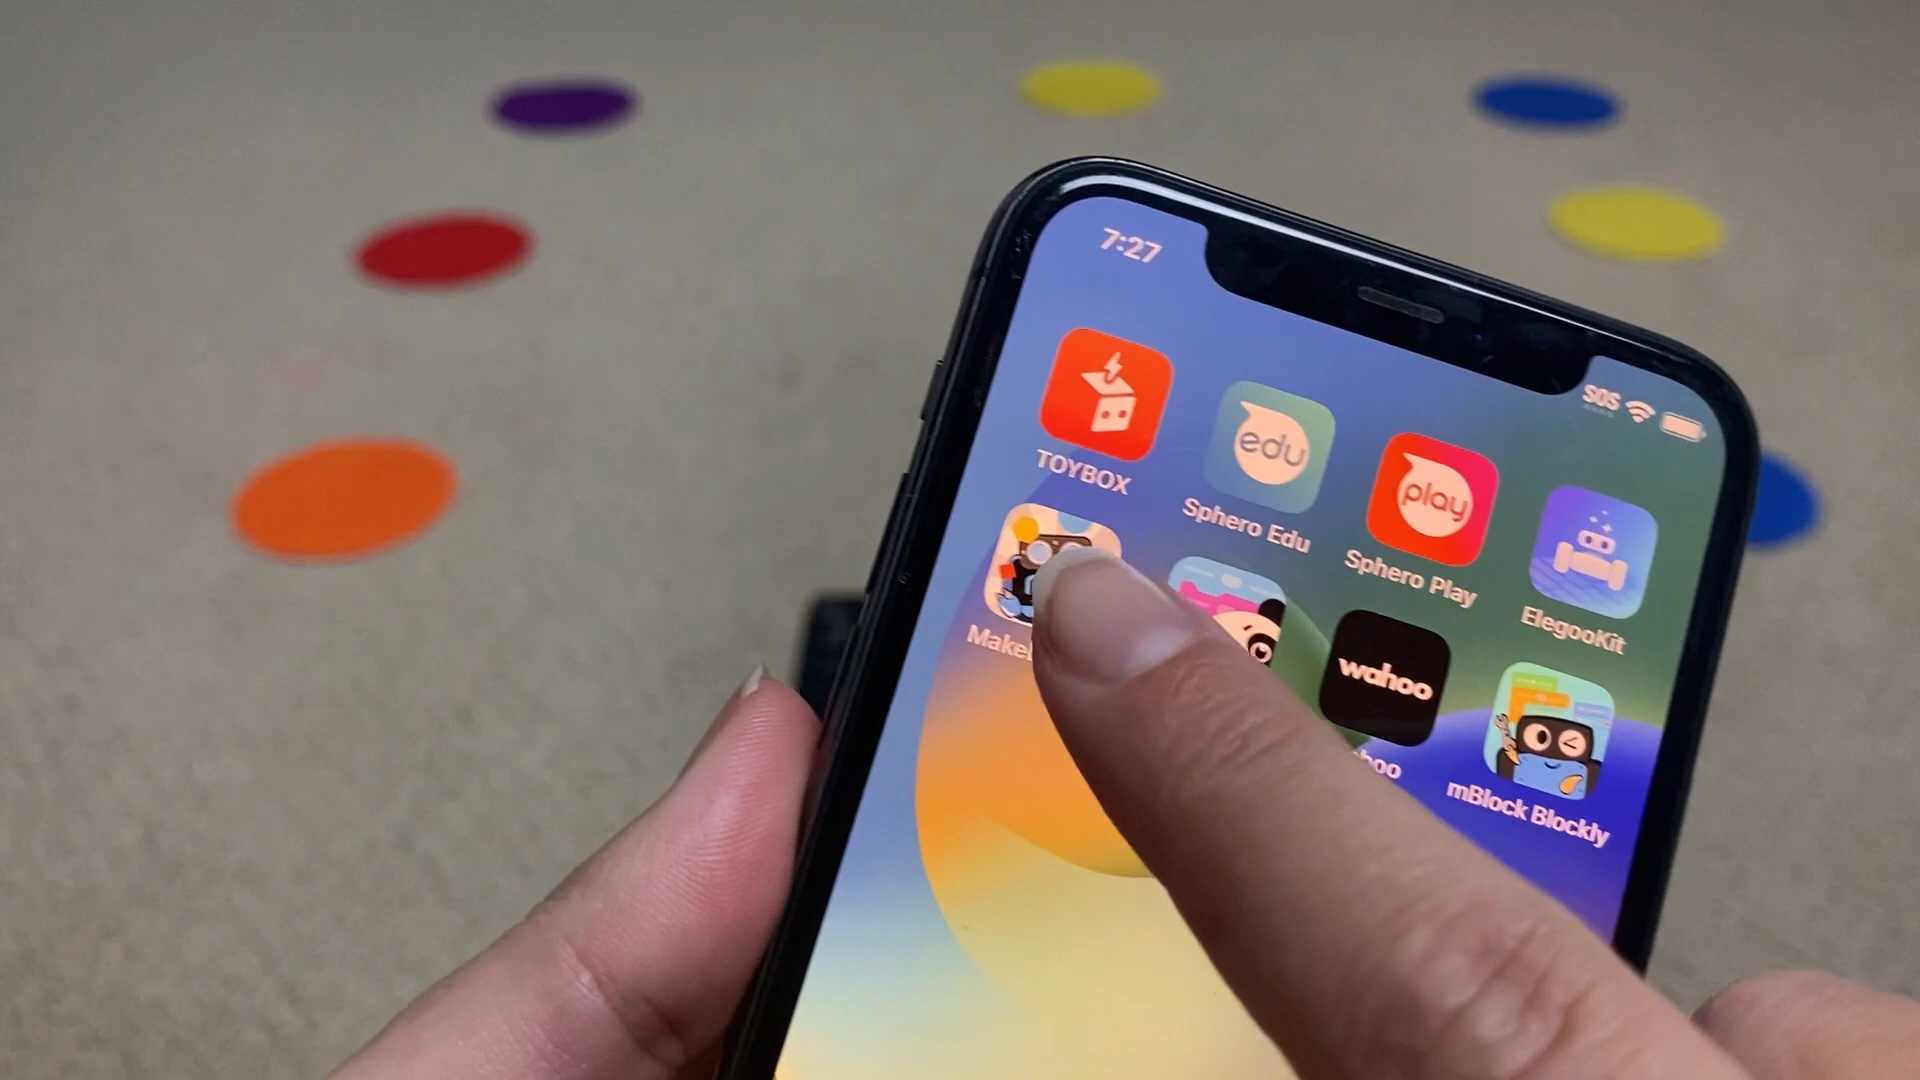 7:27
SOS
TOYBOX
edu
Sphero Edu
play
Sphero Play
ElegooKit
wahoo
mBlock Blockly